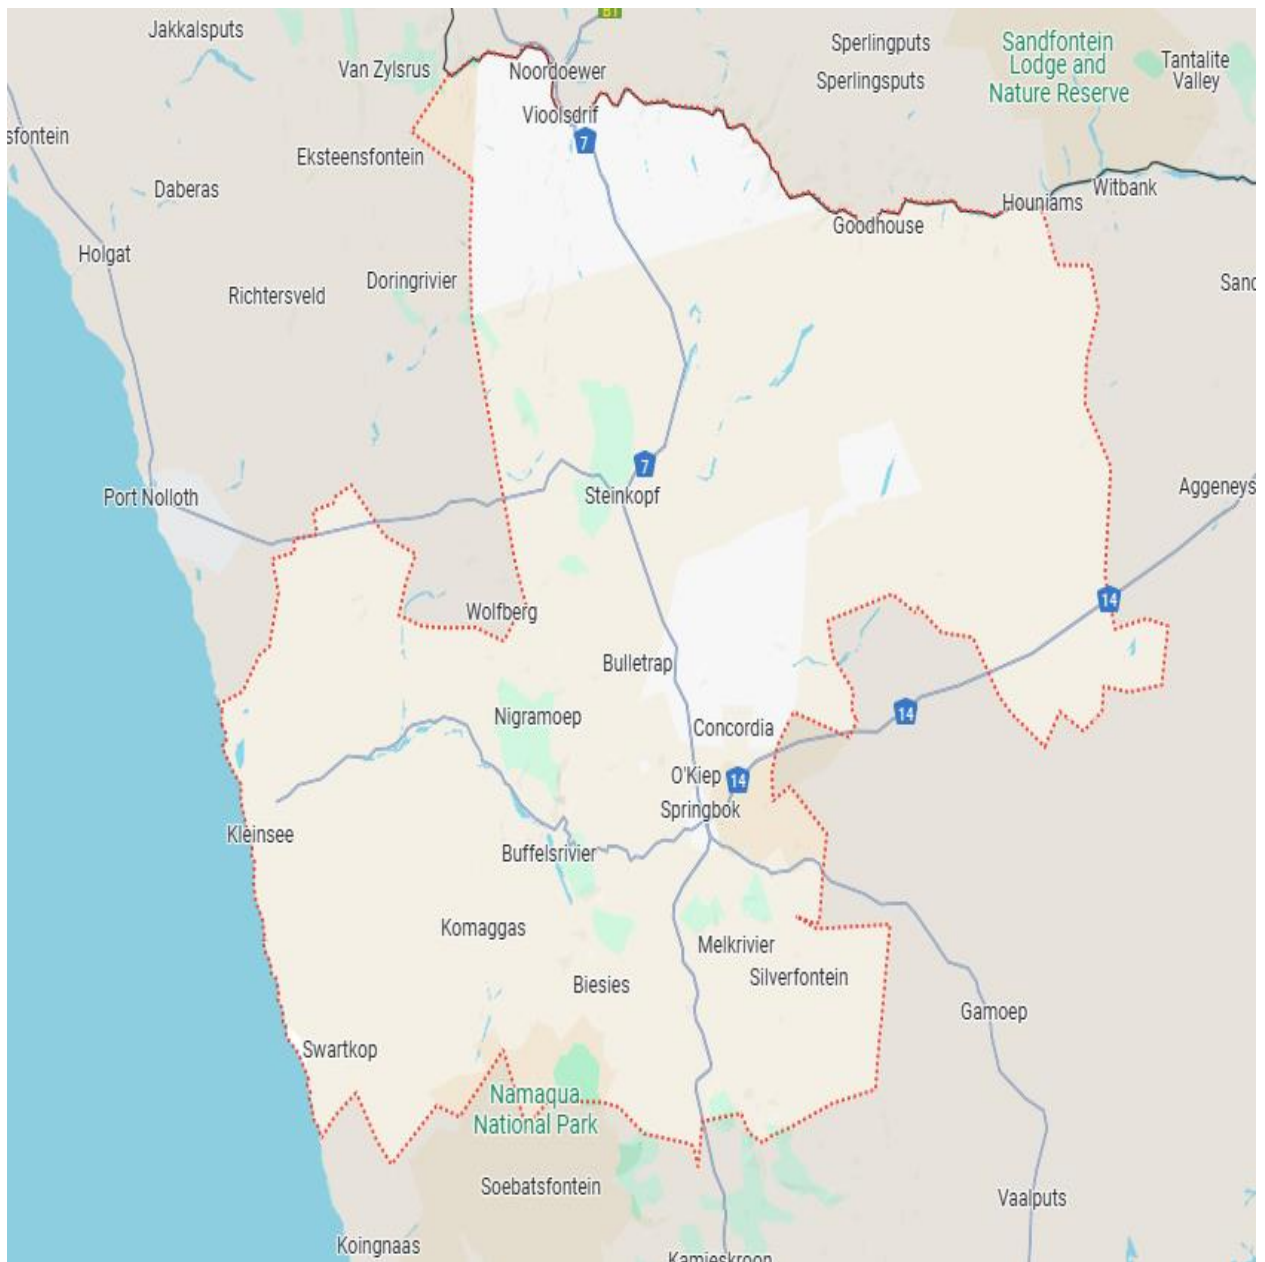 B1
Jakkalsputs
Sperlingputs
Sandfontein
Lodge and
Nature Reserve
Tantalite
Valley
Van Zylsrus
Noordoewer
Sperlingsputs
Vioolsdrif
sfontein
7
Eksteensfontein
Daberas
Witbank
Houniams
Goodhouse
Holgat
Doringrivier
Sand
Richtersveld
7
Aggeneys
Port Nolloth
Steinkopf
14
Wolfberg
Bulletrap
14
Nigramoep
Concordia
O'Kiep
14
Springbok
Kleinsee
Buffelsrivier
Komaggas
Melkrivier
Biesies
Silverfontein
Gamoep
Swartkop
Namaqua
National Park
Soebatsfontein
Vaalputs
Koingnaas
Kamieskroon